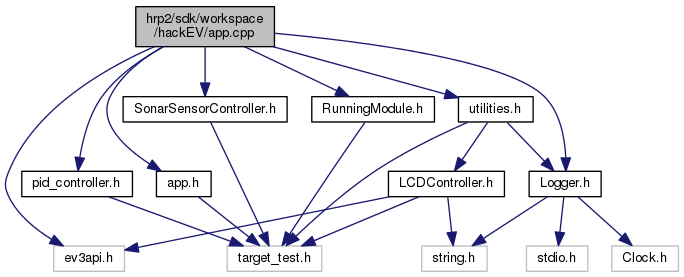 hrp2/sdk/workspace
/hackEV/app.cpp
SonarSensorController.h
RunningModule.h
utilities.h
pid_controller.h
app.h
LCDController.h
Logger.h
ev3api.h
target_test.h
string.h
stdio.h
Clock.h